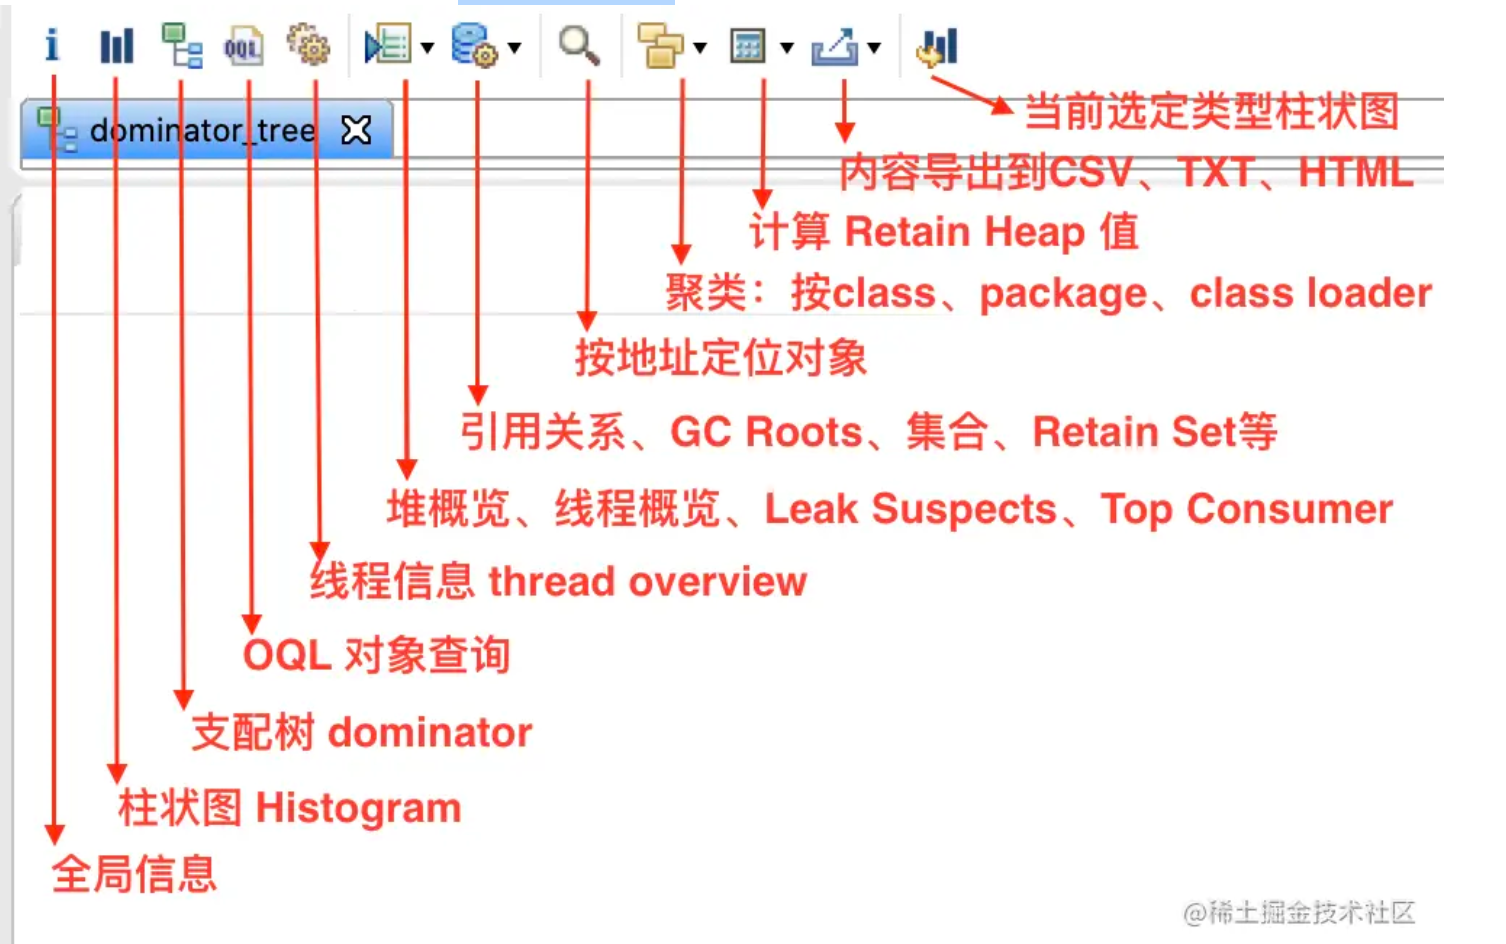 OQL
dominator_tree
当前选定类型柱状图
内容导出到CSV、TXT、HTML
计算 Retain Heap 值
聚类：按class、package、class loader
按地址定位对象
引用关系、GC Roots、集合、Retain Set等
堆概览、线程概览、Leak Suspects、Top Consumer
线程信息 thread overview
OQL 对象查询
支配树 dominator
柱状图 Histogram
全局信息
@稀土掘金技术社区